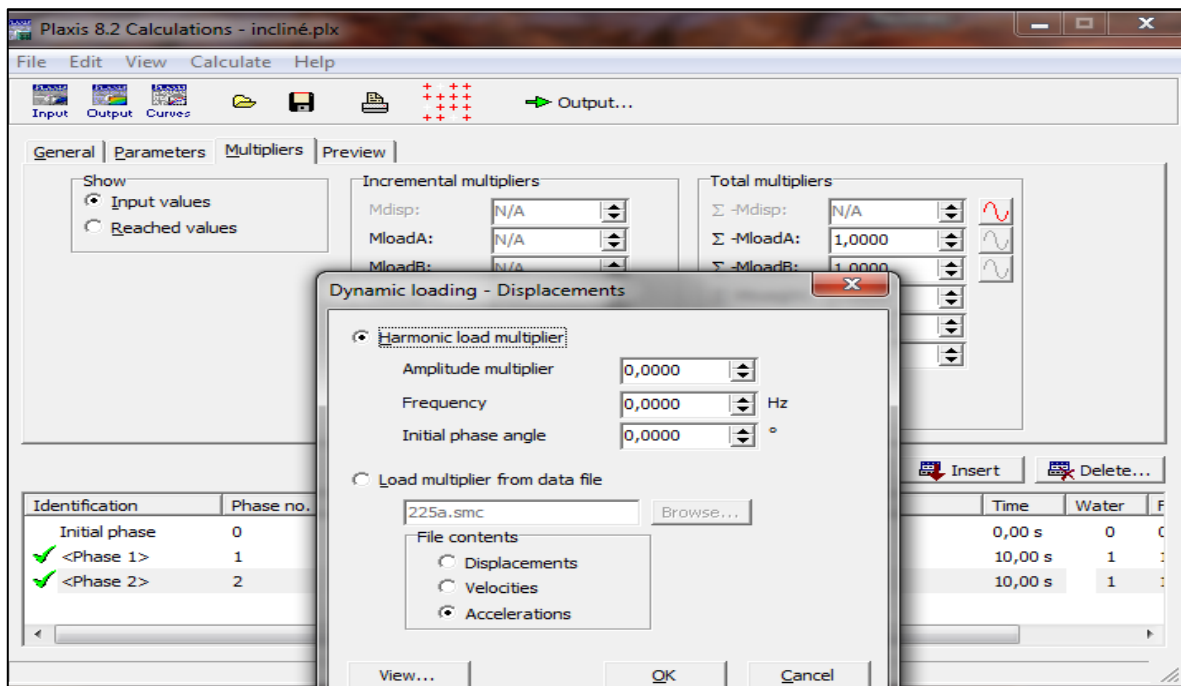 Plaxis 8.2 Calculations - incliné.plx
File Edit View Calculate Help
Input Output Curves Output...
General Parameters Multipliers Preview
Show
Input values
Reached values
Incremental multipliers
Mdisp: N/A
MloadA: N/A
MloadB: N/A
Total multipliers
Σ -Mdisp: N/A
Σ -MloadA: 1,0000
Σ -MloadB: 1,0000
Dynamic loading - Displacements
Harmonic load multiplier
Amplitude multiplier 0,0000
Frequency 0,0000 Hz
Initial phase angle 0,0000 °
Load multiplier from data file
225a.smc Browse...
File contents
Displacements
Velocities
Accelerations
View... OK Cancel
Insert Delete...
Identification Phase no. Time Water F
Initial phase 0 0,00 s 0
<Phase 1> 1 10,00 s 1
<Phase 2> 2 10,00 s 1